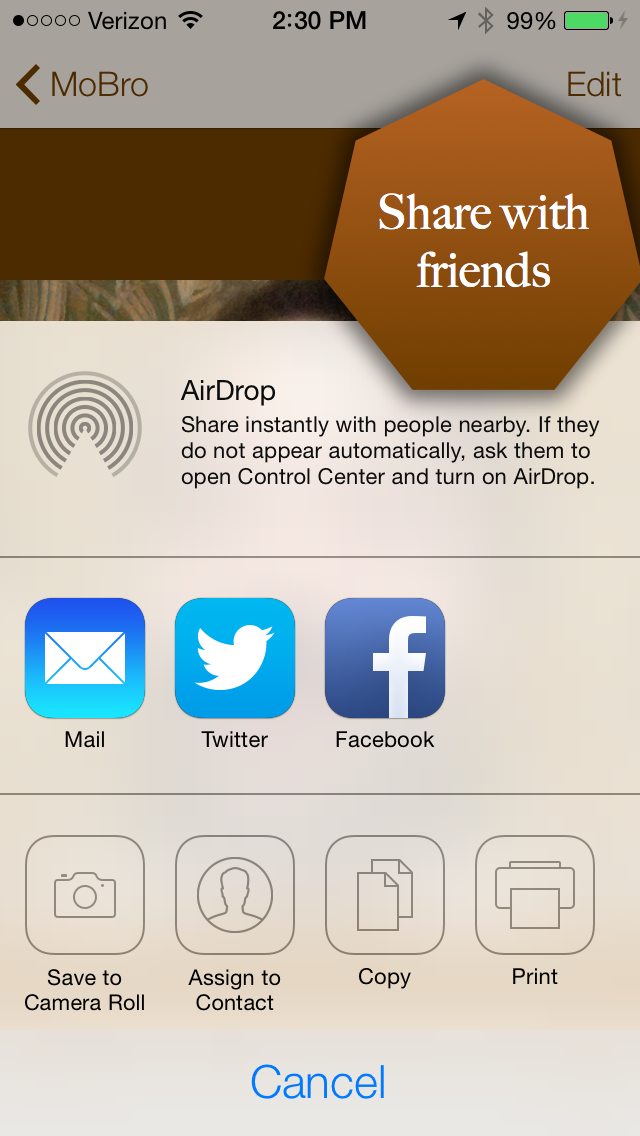 Verizon 2:30 PM 99%
MoBro Edit
Share with
friends
AirDrop
Share instantly with people nearby. If they
do not appear automatically, ask them to
open Control Center and turn on AirDrop.
Mail Twitter Facebook
Save to Camera Roll Assign to Contact Copy Print
Cancel